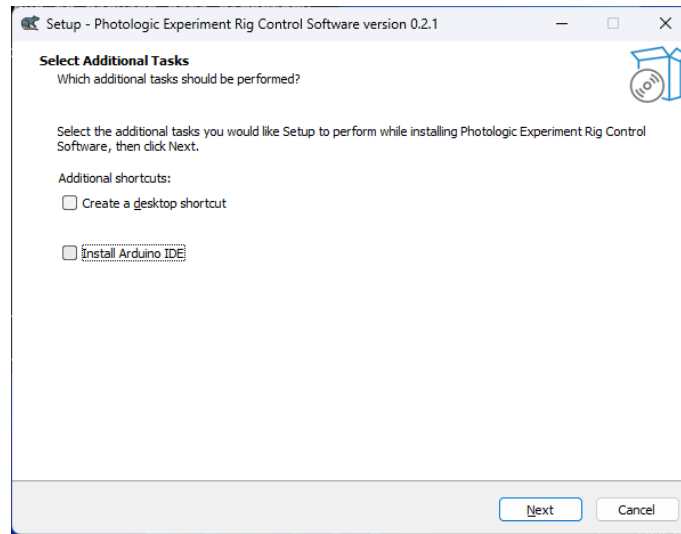 Setup - Photologic Experiment Rig Control Software version 0.2.1
Select Additional Tasks
Which additional tasks should be performed?
Select the additional tasks you would like Setup to perform while installing Photologic Experiment Rig Control
Software, then click Next.
Additional shortcuts:
Create a desktop shortcut
Install Arduino IDE
Next
Cancel